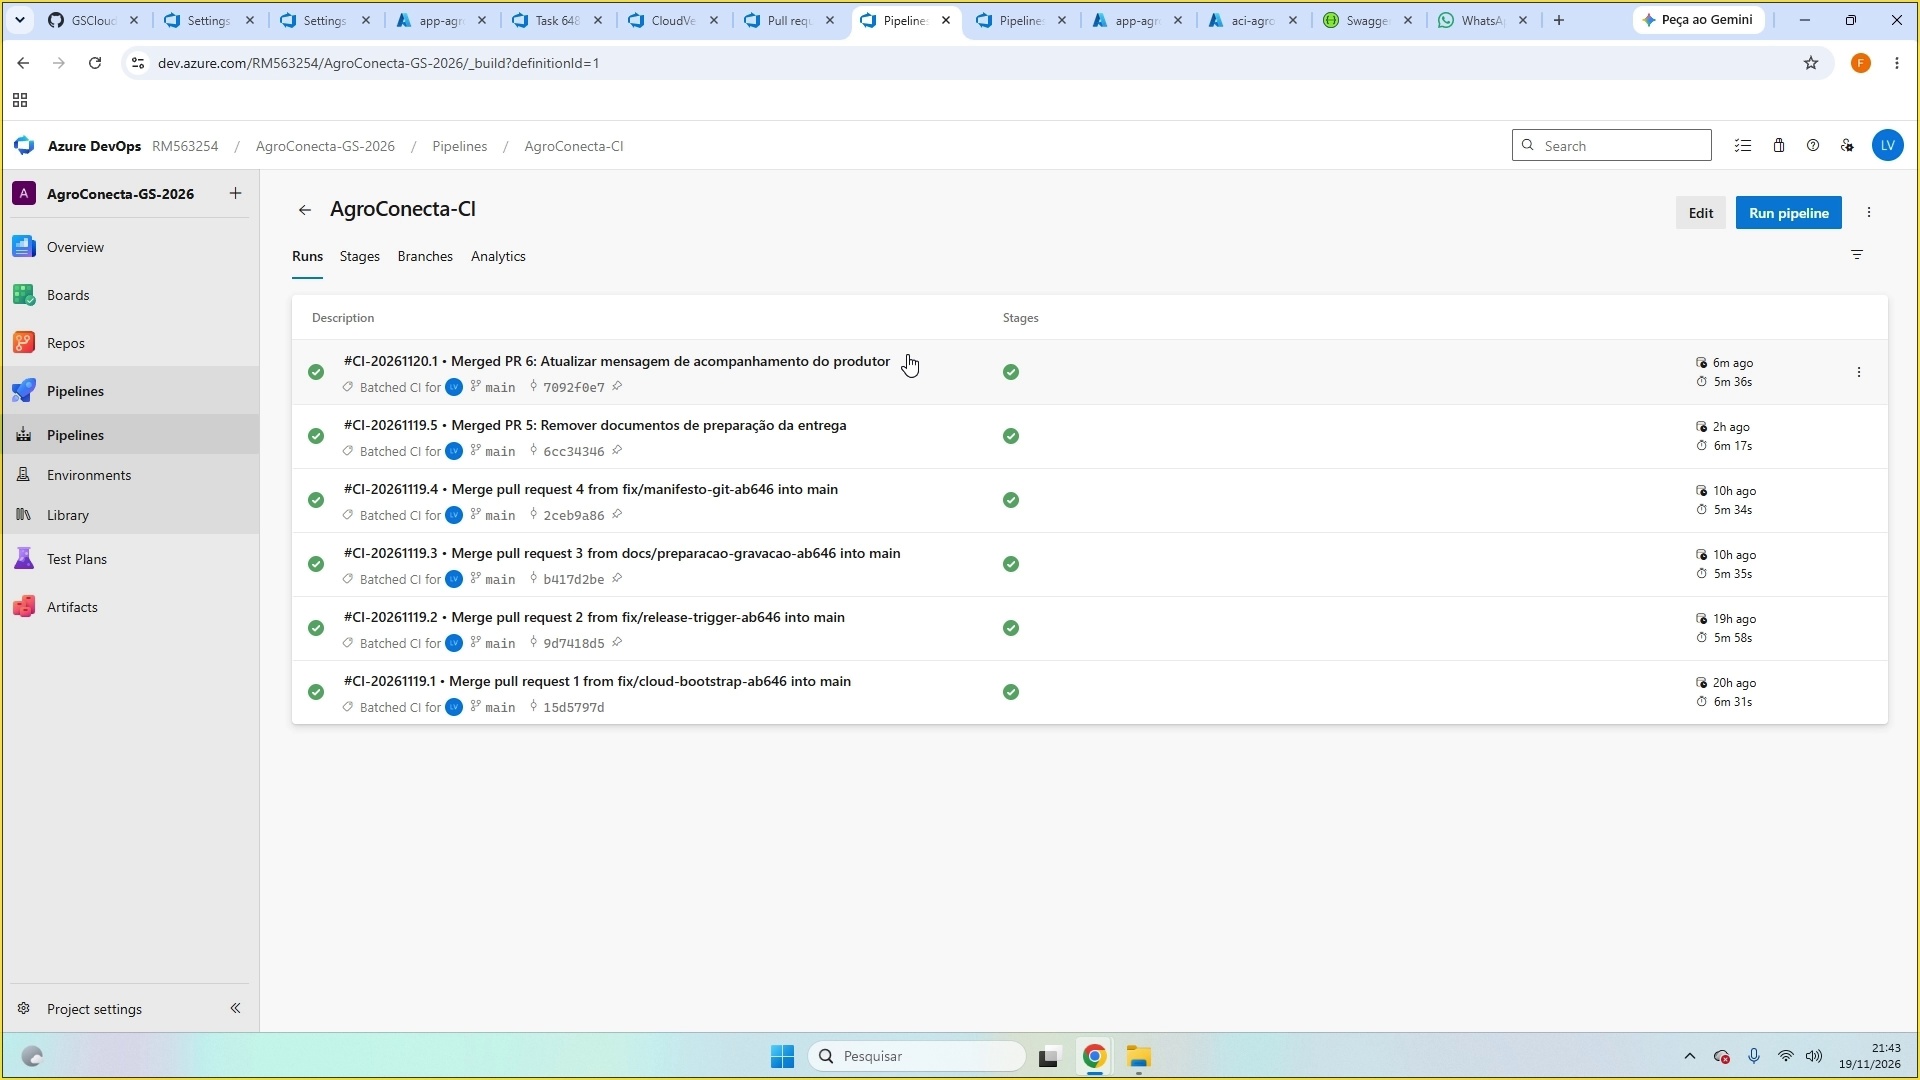 GSCloud
Settings
Settings
app-agr
Task 648
CloudVe
Pull requ
Pipeline
Pipeline
app-agr
aci-agro
Swagge
WhatsA
Peça ao Gemini
dev.azure.com/RM563254/AgroConecta-GS-2026/_build?definitionId=1
F
Azure DevOps RM563254 / AgroConecta-GS-2026 / Pipelines / AgroConecta-CI
Search
LV
A AgroConecta-GS-2026
Overview
Boards
Repos
Pipelines
Pipelines
Environments
Library
Test Plans
Artifacts
Project settings
AgroConecta-CI
Edit
Run pipeline
Runs
Stages
Branches
Analytics
Description
Stages
#CI-20261120.1 • Merged PR 6: Atualizar mensagem de acompanhamento do produtor
Batched CI for LV main 7092f0e7
6m ago
5m 36s
#CI-20261119.5 • Merged PR 5: Remover documentos de preparação da entrega
Batched CI for LV main 6cc34346
2h ago
6m 17s
#CI-20261119.4 • Merge pull request 4 from fix/manifesto-git-ab646 into main
Batched CI for LV main 2ceb9a86
10h ago
5m 34s
#CI-20261119.3 • Merge pull request 3 from docs/preparacao-gravacao-ab646 into main
Batched CI for LV main b417d2be
10h ago
5m 35s
#CI-20261119.2 • Merge pull request 2 from fix/release-trigger-ab646 into main
Batched CI for LV main 9d7418d5
19h ago
5m 58s
#CI-20261119.1 • Merge pull request 1 from fix/cloud-bootstrap-ab646 into main
Batched CI for LV main 15d5797d
20h ago
6m 31s
Pesquisar
21:43
19/11/2026